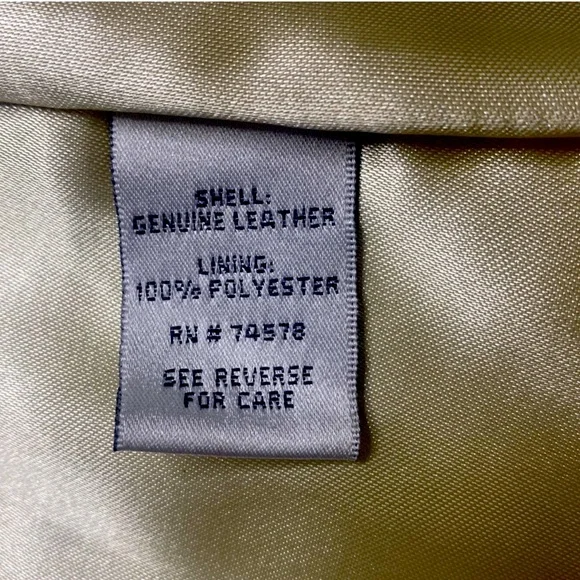 SHELL:
GENUINE LEATHER
LINING:
100% POLYESTER
RN # 74578
SEE REVERSE
FOR CARE